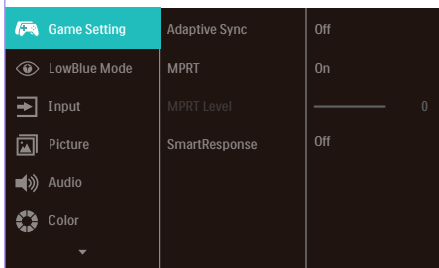 Game Setting Adaptive Sync Off
LowBlue Mode MPRT On
Input MPRT Level 0
Picture SmartResponse Off
Audio
Color